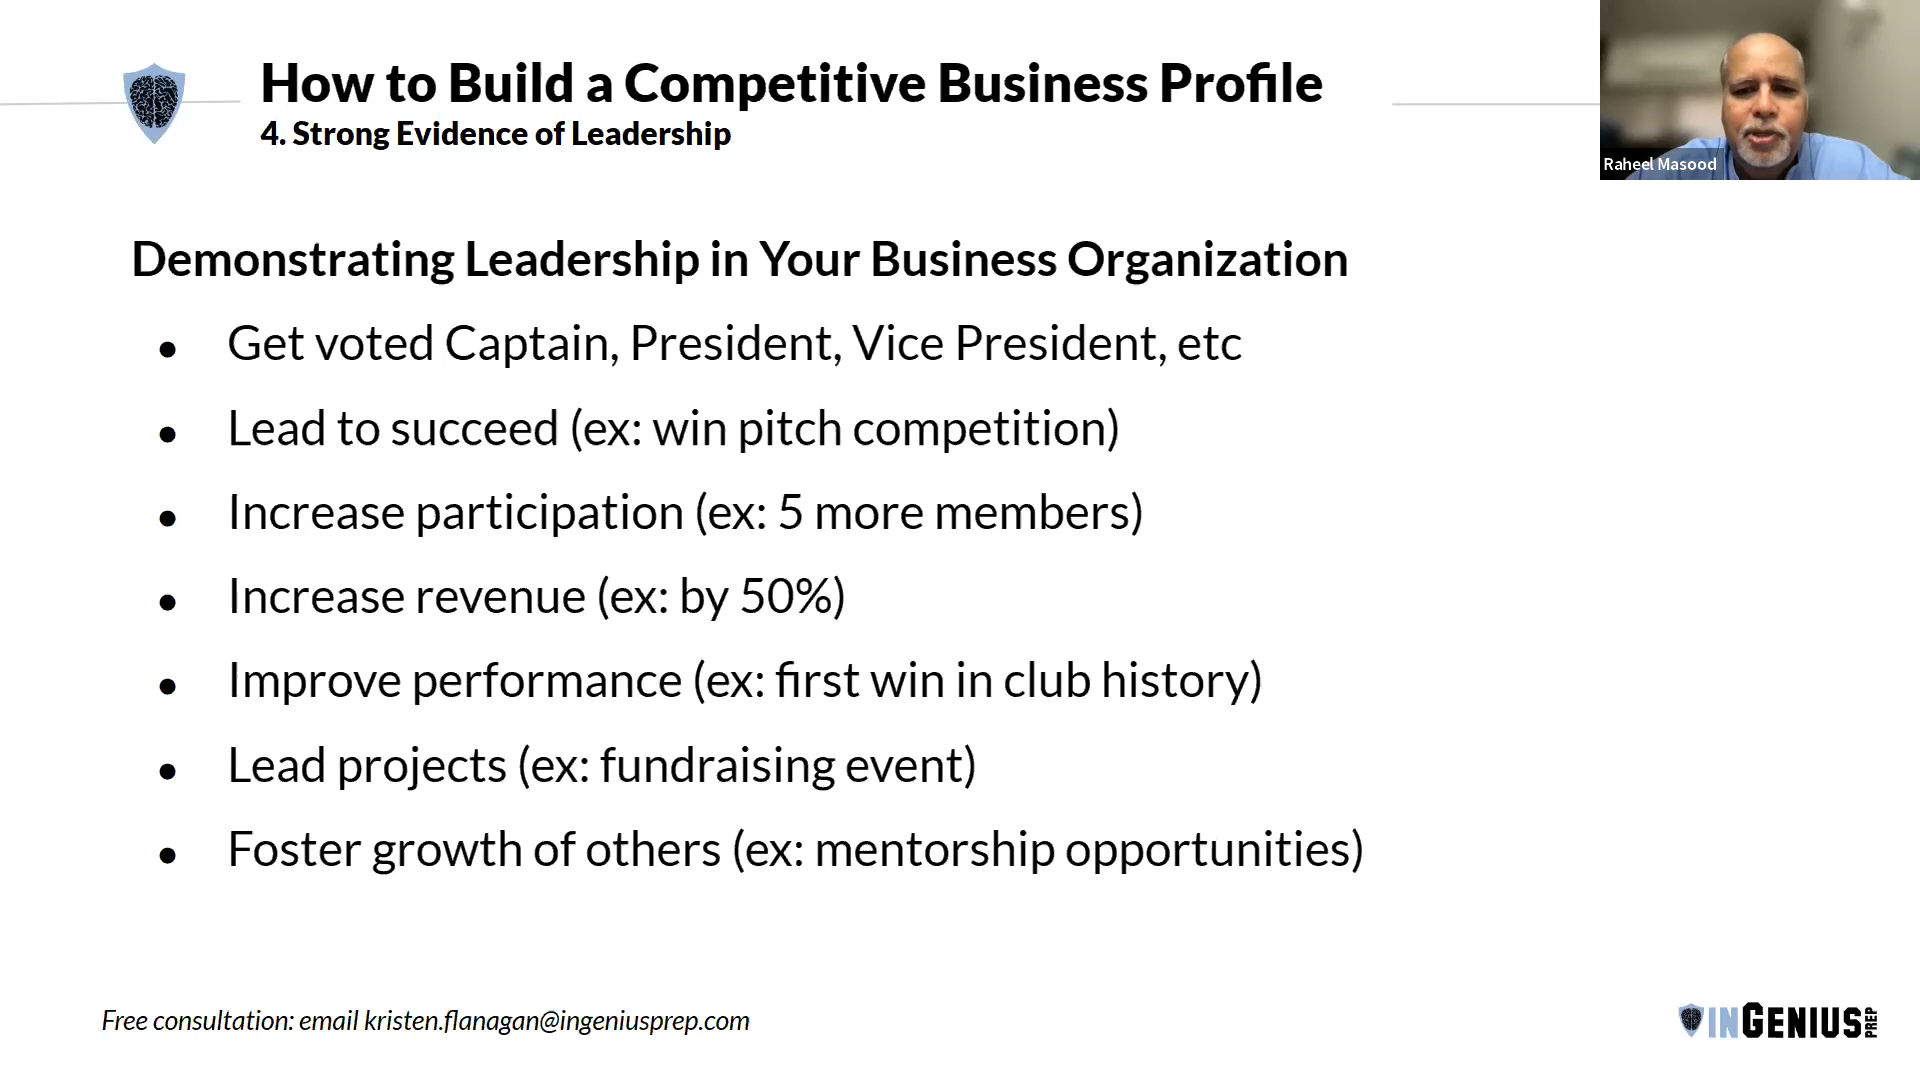 How to Build a Competitive Business Profile
4. Strong Evidence of Leadership
Raheel Masood
Demonstrating Leadership in Your Business Organization
● Get voted Captain, President, Vice President, etc
● Lead to succeed (ex: win pitch competition)
● Increase participation (ex: 5 more members)
● Increase revenue (ex: by 50%)
● Improve performance (ex: first win in club history)
● Lead projects (ex: fundraising event)
● Foster growth of others (ex: mentorship opportunities)
Free consultation: email kristen.flanagan@ingeniusprep.com
INGENIUS PREP